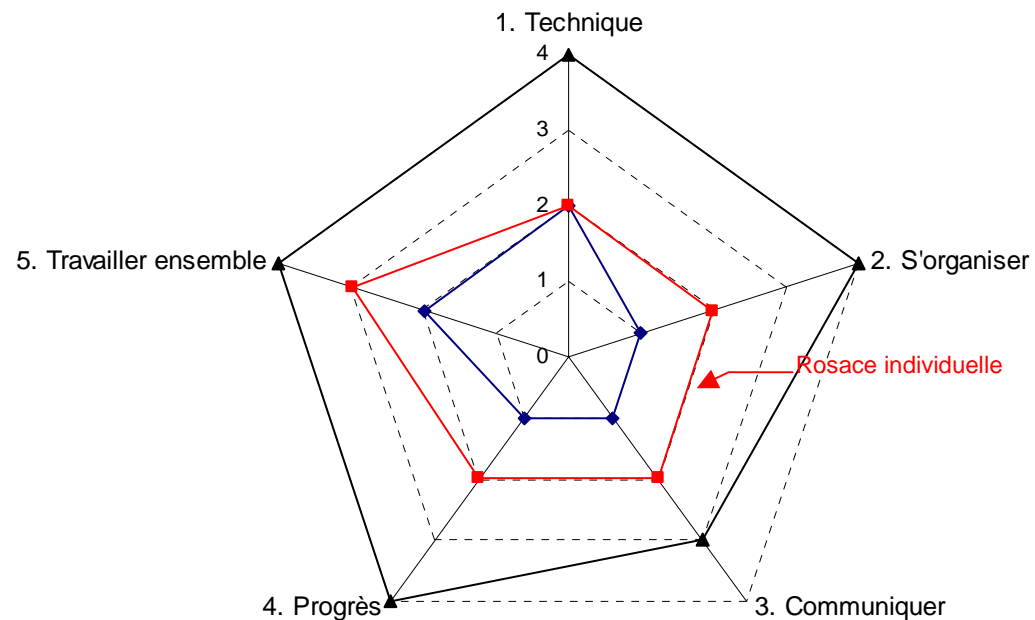 1. Technique
4
3
2
1
0
5. Travailler ensemble
2. S'organiser
Rosace individuelle
4. Progrès
3. Communiquer